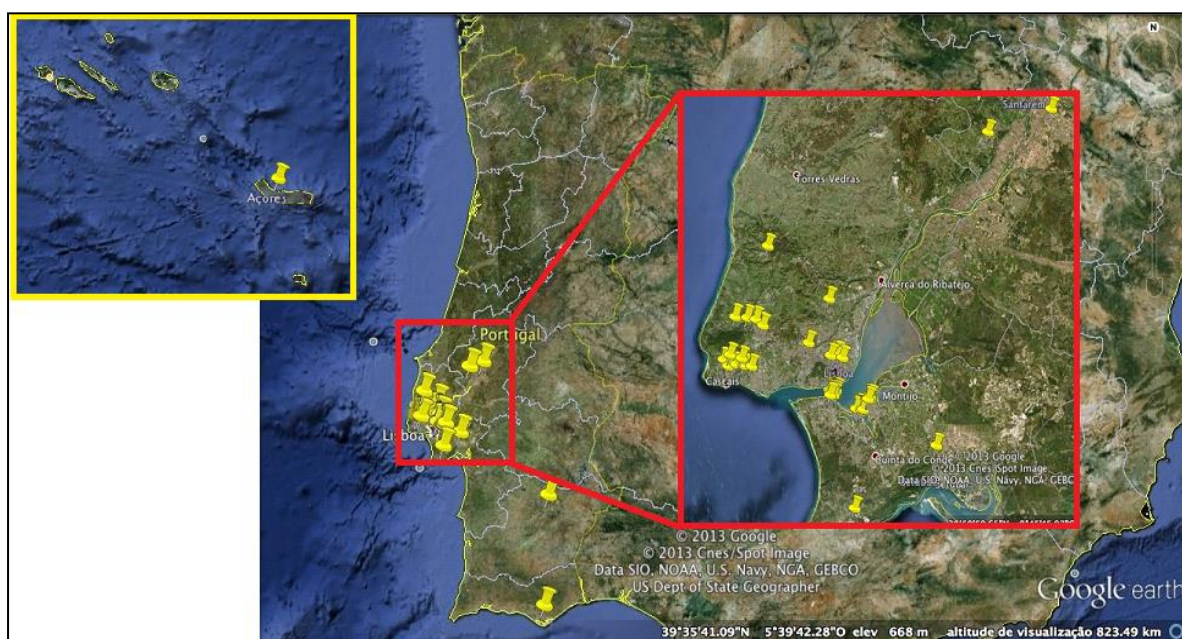 N
Açores
Portugal
Lisboa
Santarém
Torres Vedras
Alverca do Ribatejo
Lisboa
Cascais
Montijo
Quinta do Conde
© 2013 Google
© 2013 Cnes/Spot Image
Data SIO, NOAA, U.S. Navy, NGA, GEBC
© 2013 Google
© 2013 Cnes/Spot Image
Data SIO, NOAA, U.S. Navy, NGA, GEBCO
US Dept of State Geographer
Google earth
39°35'41.09"N 5°39'42.28"O elev 668 m altitude de visualização 823.49 km